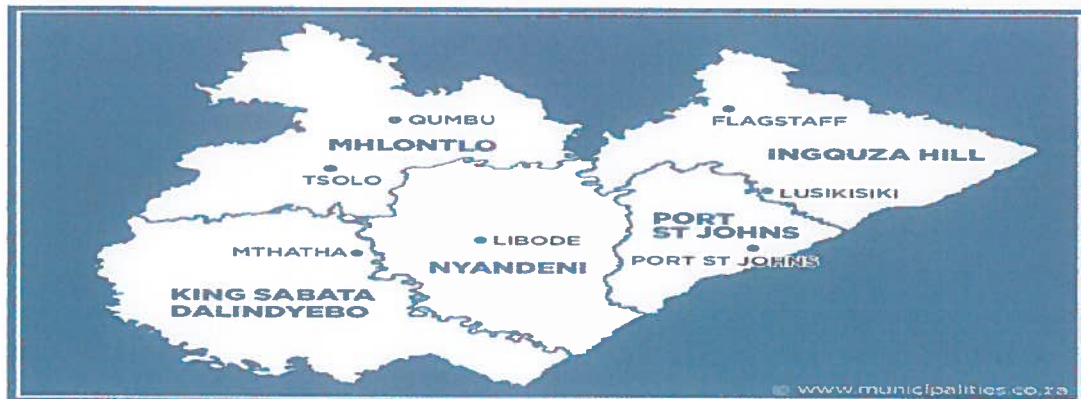 QUMBU
MHLONTLO
TSOLO
FLAGSTAFF
INGQUZA HILL
LUSIKISIKI
PORT
ST JOHNS
PORT ST JOHNS
LIBODE
NYANDENI
MTHATHA
KING SABATA
DALINDYEBO
© www.municipalities.co.za